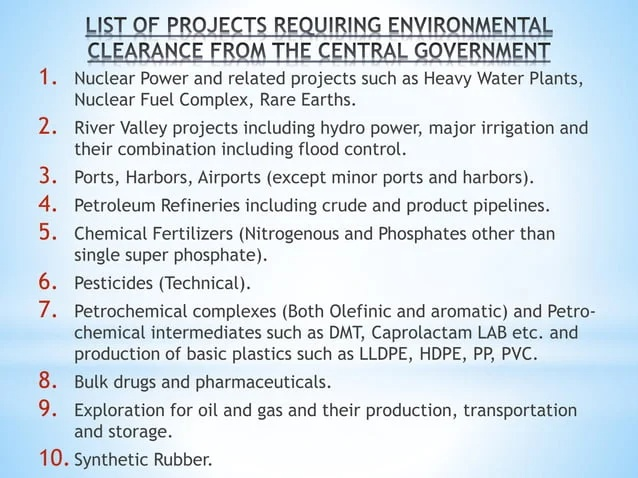 LIST OF PROJECTS REQUIRING ENVIRONMENTAL
CLEARANCE FROM THE CENTRAL GOVERNMENT
1. Nuclear Power and related projects such as Heavy Water Plants,
Nuclear Fuel Complex, Rare Earths.
2. River Valley projects including hydro power, major irrigation and
their combination including flood control.
3. Ports, Harbors, Airports (except minor ports and harbors).
4. Petroleum Refineries including crude and product pipelines.
5. Chemical Fertilizers (Nitrogenous and Phosphates other than
single super phosphate).
6. Pesticides (Technical).
7. Petrochemical complexes (Both Olefinic and aromatic) and Petro-
chemical intermediates such as DMT, Caprolactam LAB etc. and
production of basic plastics such as LLDPE, HDPE, PP, PVC.
8. Bulk drugs and pharmaceuticals.
9. Exploration for oil and gas and their production, transportation
and storage.
10. Synthetic Rubber.